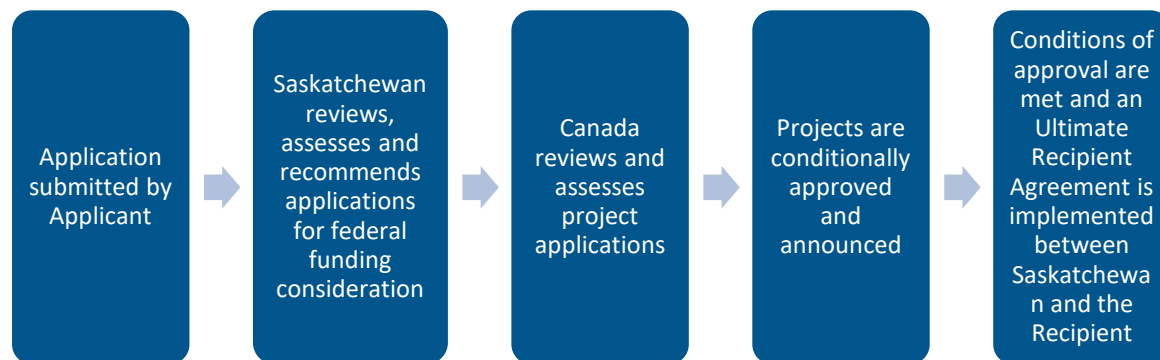 Application
submitted by
Applicant
Saskatchewan
reviews,
assesses and
recommends
applications
for federal
funding
consideration
Canada
reviews and
assesses
project
applications
Projects are
conditionally
approved
and
announced
Conditions of
approval are
met and an
Ultimate
Recipient
Agreement is
implemented
between
Saskatchewa
n and the
Recipient